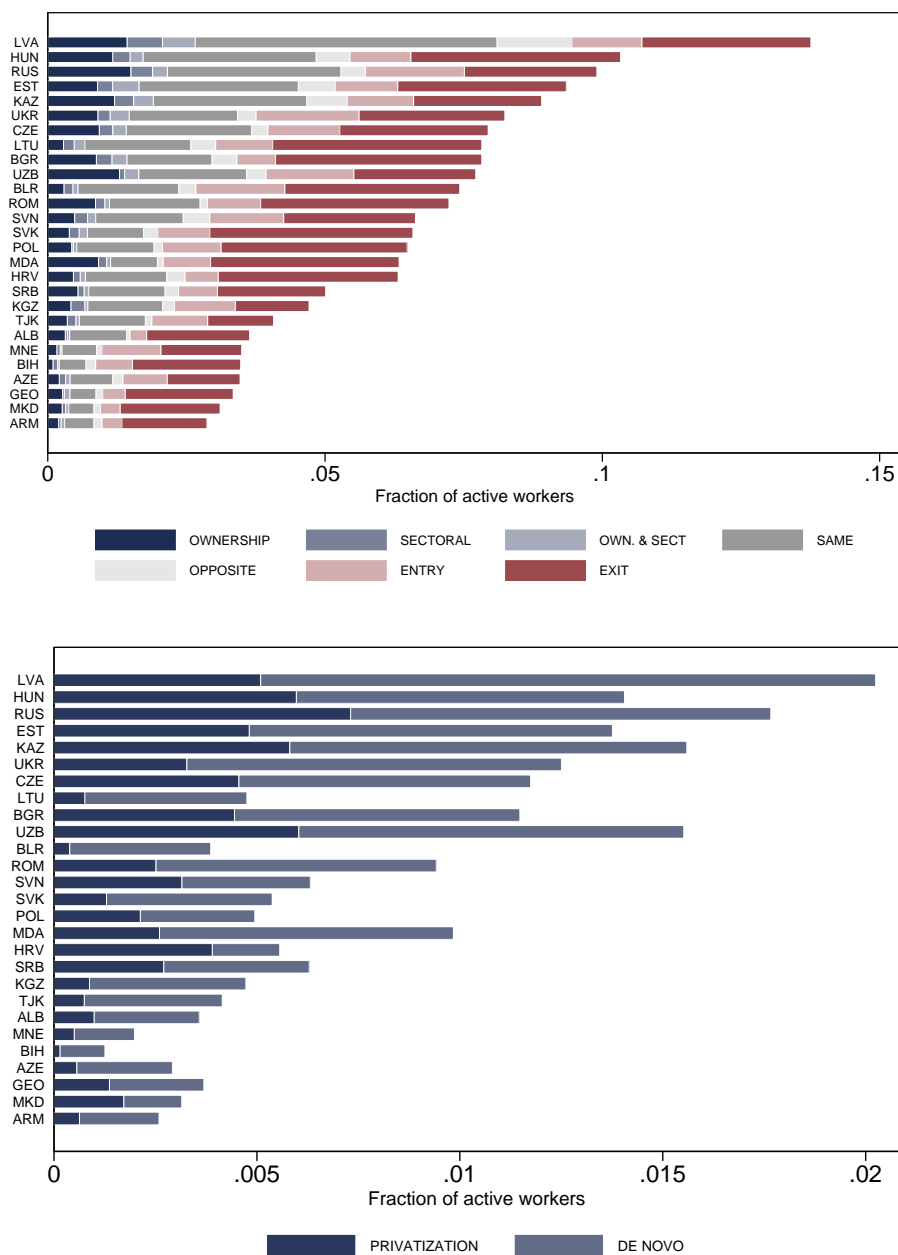 LVA
HUN
RUS
EST
KAZ
UKR
CZE
LTU
BGR
UZB
BLR
ROM
SVN
SVK
POL
MDA
HRV
SRB
KGZ
TJK
ALB
MNE
BIH
AZE
GEO
MKD
ARM
0 .05 .1 .15
Fraction of active workers
OWNERSHIP SECTORAL OWN. & SECT SAME
OPPOSITE ENTRY EXIT
LVA
HUN
RUS
EST
KAZ
UKR
CZE
LTU
BGR
UZB
BLR
ROM
SVN
SVK
POL
MDA
HRV
SRB
KGZ
TJK
ALB
MNE
BIH
AZE
GEO
MKD
ARM
0 .005 .01 .015 .02
Fraction of active workers
PRIVATIZATION DE NOVO